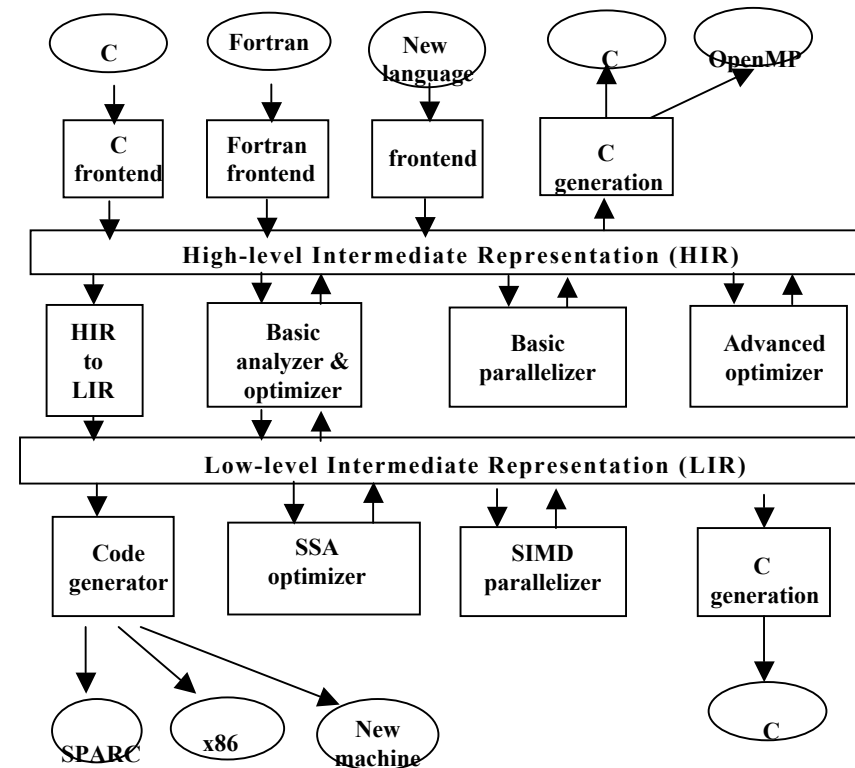 C
Fortran
New
language
C
OpenMP
C
frontend
Fortran
frontend
frontend
C
generation
High-level Intermediate Representation (HIR)
HIR
to
LIR
Basic
analyzer &
optimizer
Basic
parallelizer
Advanced
optimizer
Low-level Intermediate Representation (LIR)
Code
generator
SSA
optimizer
SIMD
parallelizer
C
generation
SPARC
x86
New
machine
C